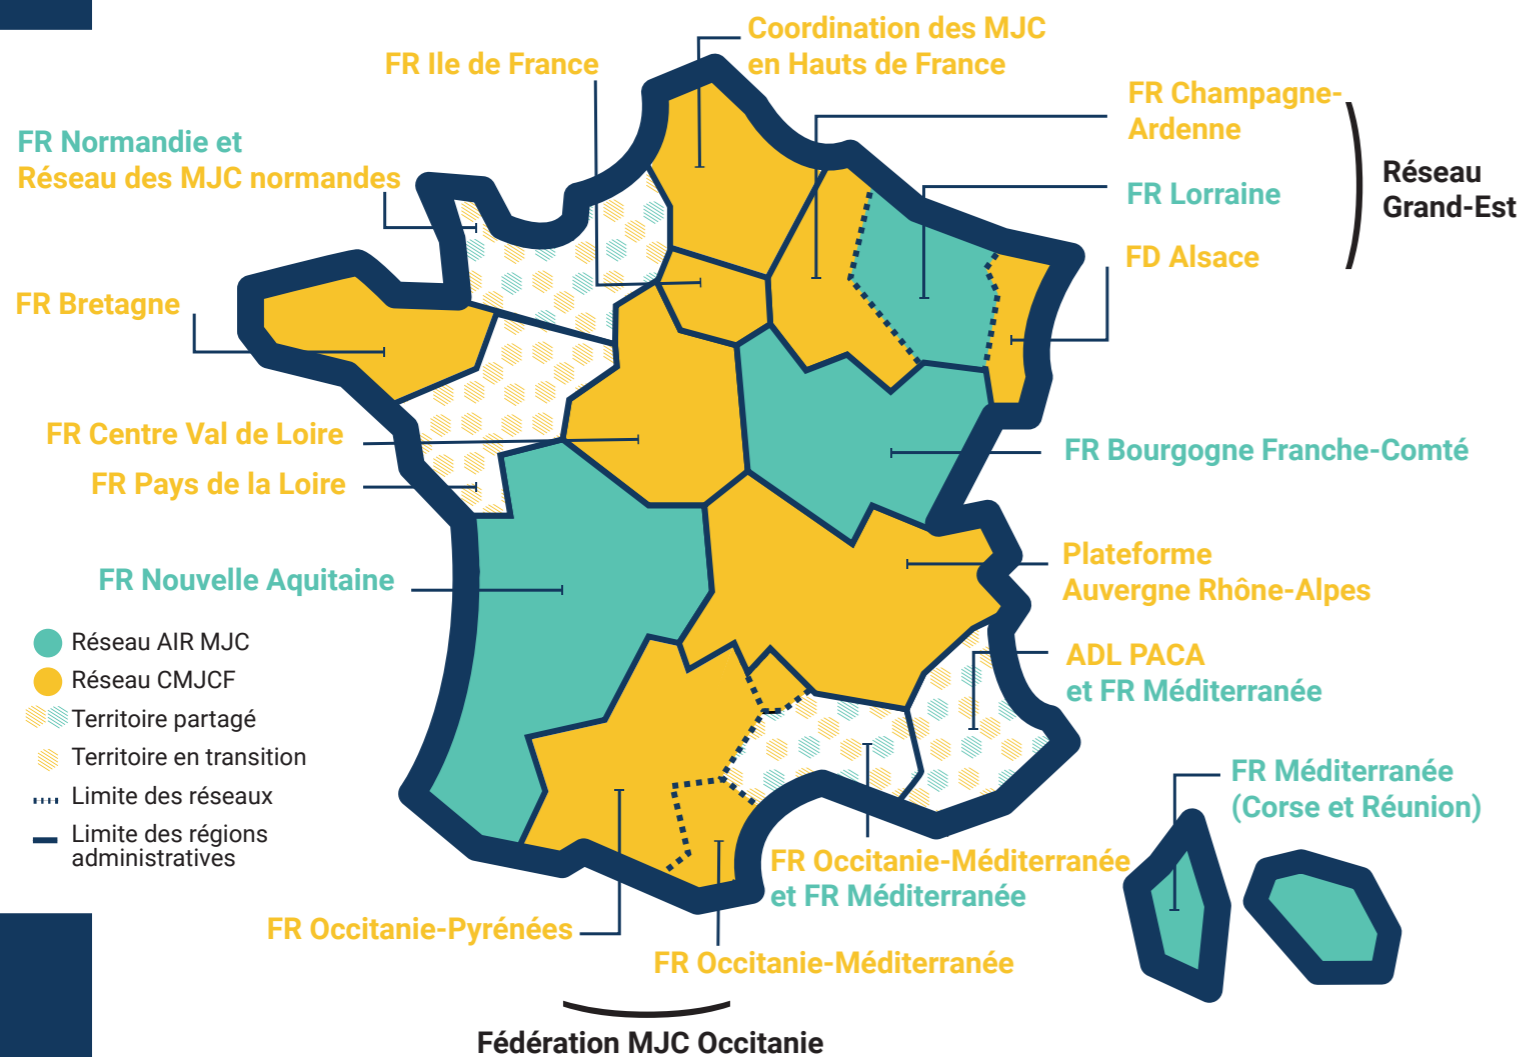 Coordination des MJC
en Hauts de France
FR Ile de France
FR Champagne-
Ardenne
FR Normandie et
Réseau des MJC normandes
FR Lorraine
Réseau
Grand-Est
FD Alsace
FR Bretagne
FR Centre Val de Loire
FR Bourgogne Franche-Comté
FR Pays de la Loire
Plateforme
Auvergne Rhône-Alpes
FR Nouvelle Aquitaine
ADL PACA
et FR Méditerranée
Réseau AIR MJC
Réseau CMJCF
Territoire partagé
Territoire en transition
Limite des réseaux
Limite des régions
administratives
FR Méditerranée
(Corse et Réunion)
FR Occitanie-Méditerranée
et FR Méditerranée
FR Occitanie-Pyrénées
FR Occitanie-Méditerranée
Fédération MJC Occitanie